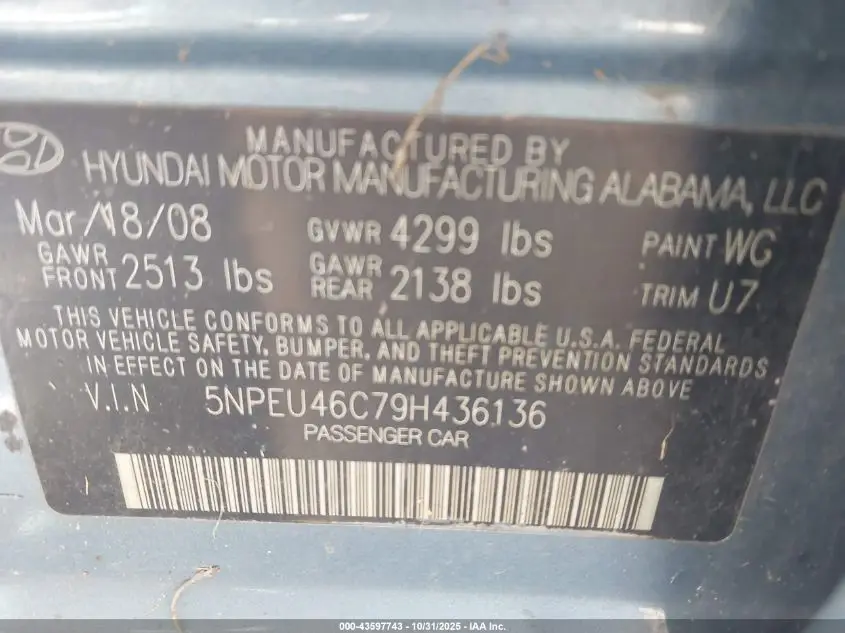 MANUFACTURED BY
HYUNDAI MOTOR MANUFACTURING ALABAMA, LLC
Mar/18/08 GVWR 4299 lbs PAINT WG
GAWR FRONT 2513 lbs GAWR REAR 2138 lbs TRIM U7
THIS VEHICLE CONFORMS TO ALL APPLICABLE U.S.A. FEDERAL
MOTOR VEHICLE SAFETY, BUMPER, AND THEFT PREVENTION STANDARDS
IN EFFECT ON THE DATE OF MANUFACTURE SHOWN ABOVE
V.I.N 5NPEU46C79H436136
PASSENGER CAR
000-43597743 - 10/31/2025 - IAA Inc.